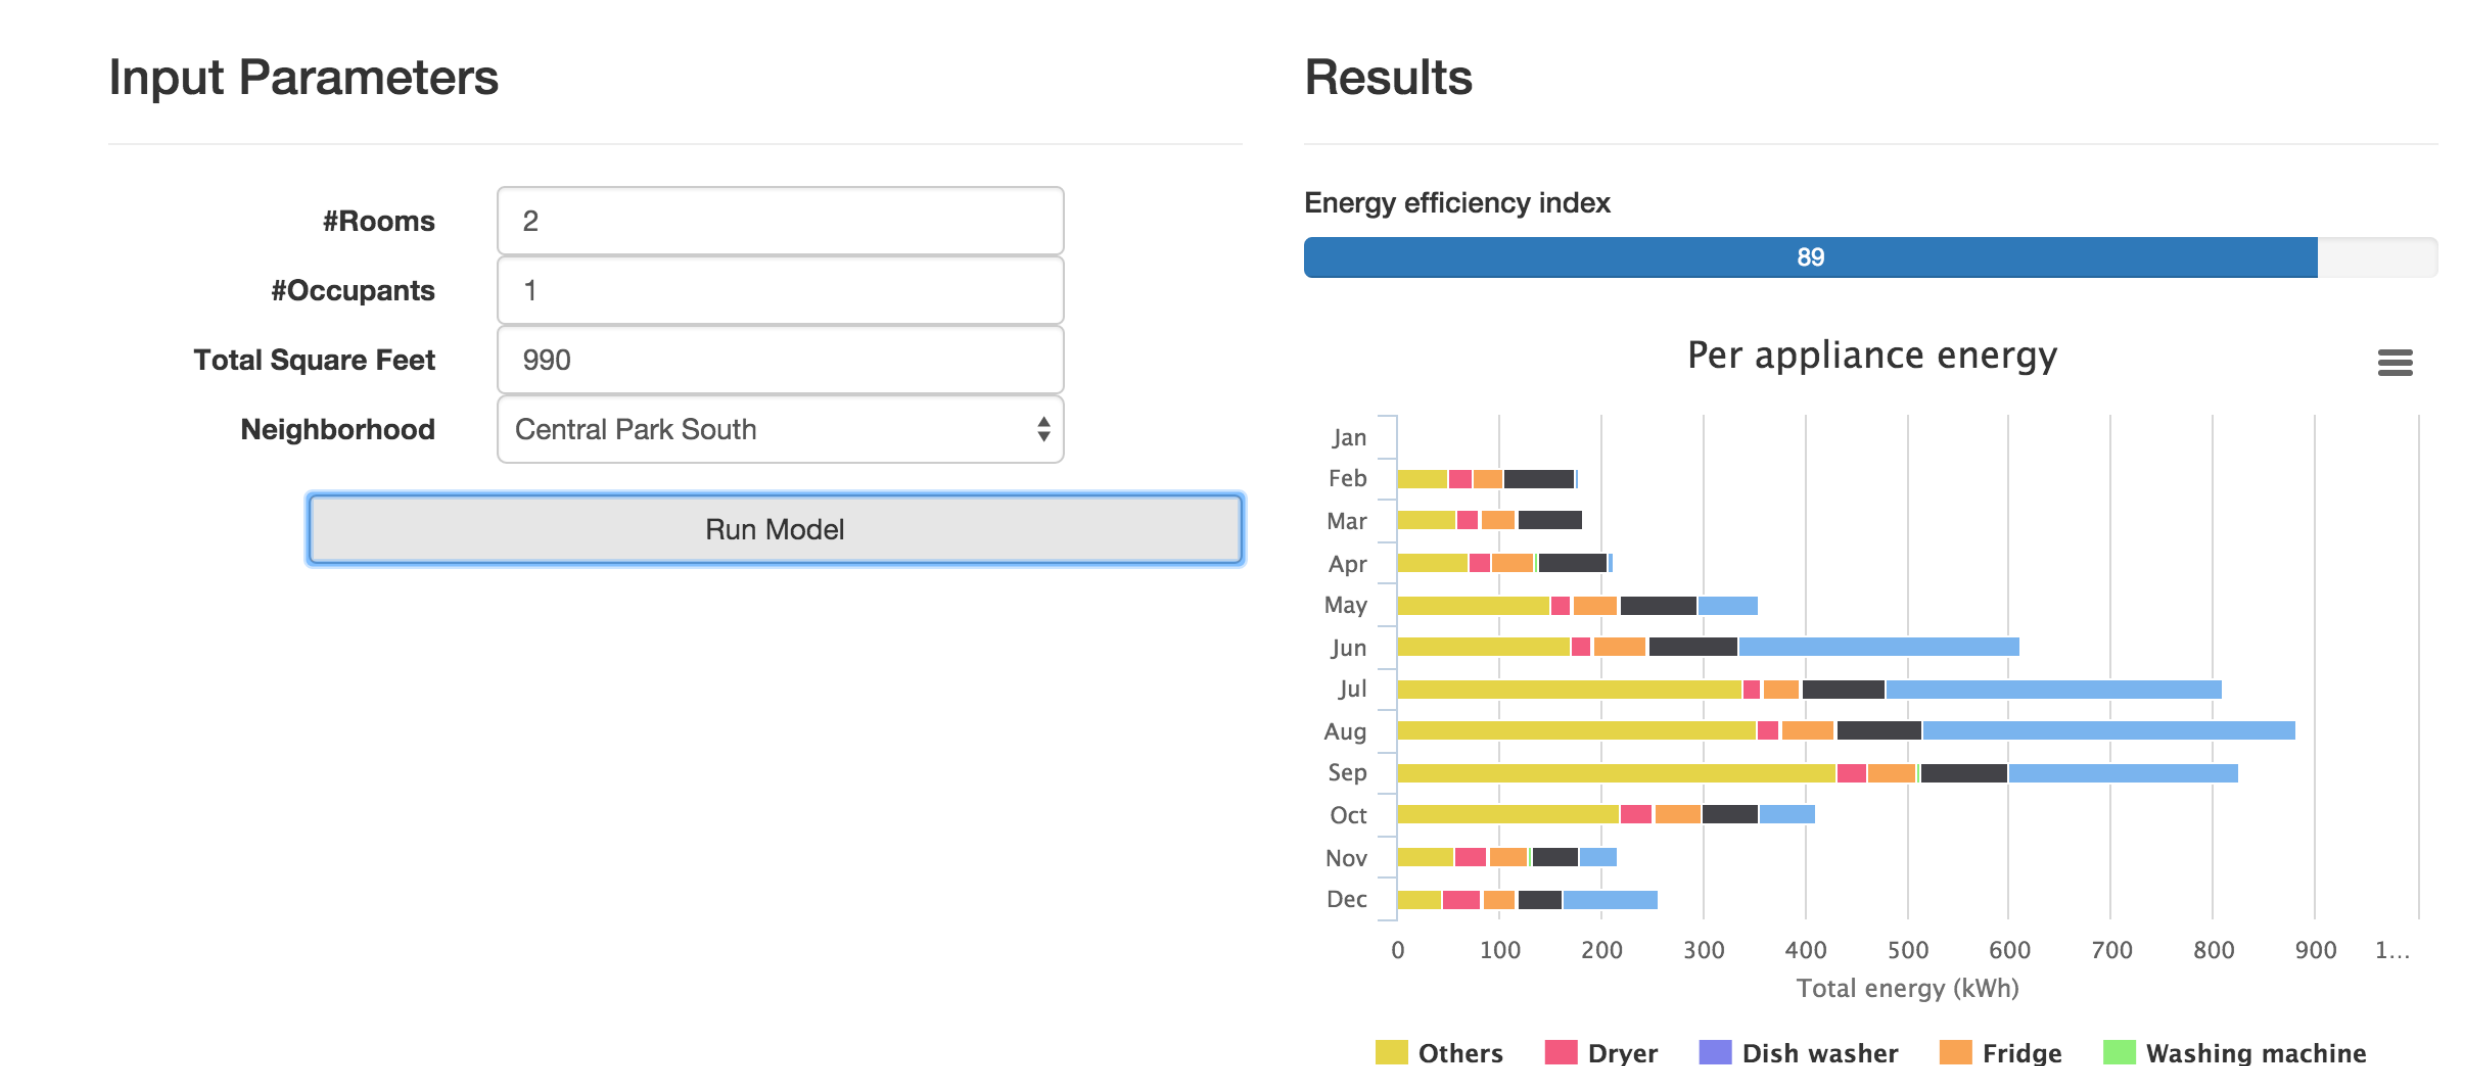 Input Parameters
#Rooms
2
#Occupants
1
Total Square Feet
990
Neighborhood
Central Park South
Run Model
Results
Energy efficiency index
89
Per appliance energy
Jan
Feb
Mar
Apr
May
Jun
Jul
Aug
Sep
Oct
Nov
Dec
0 100 200 300 400 500 600 700 800 900 1...
Total energy (kWh)
Others Dryer Dish washer Fridge Washing machine